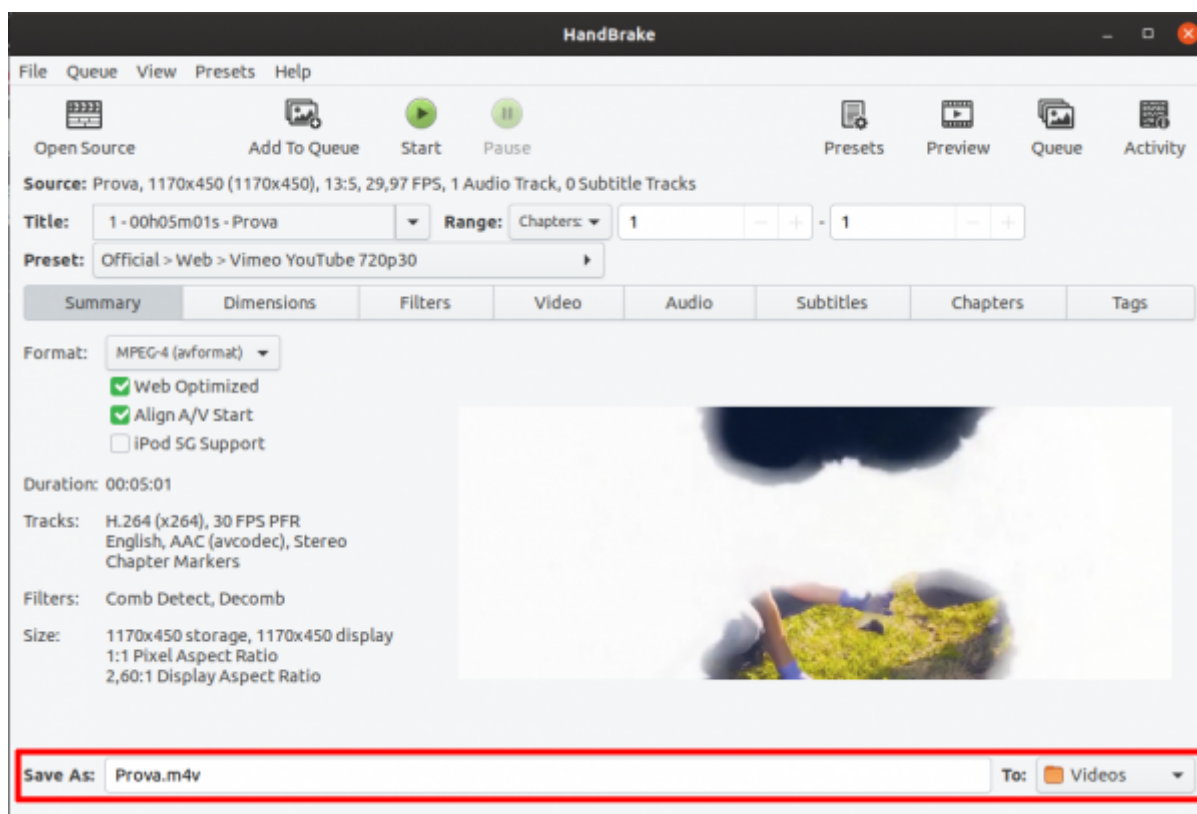 HandBrake
File Queue View Presets Help
Open Source Add To Queue Start Pause Presets Preview Queue Activity
Source: Prova, 1170x450 (1170x450), 13:5, 29,97 FPS, 1 Audio Track, 0 Subtitle Tracks
Title: 1 - 00h05m01s - Prova Range: Chapters: 1 - 1
Preset: Official > Web > Vimeo YouTube 720p30
Summary Dimensions Filters Video Audio Subtitles Chapters Tags
Format: MPEG-4 (avformat)
Web Optimized
Align A/V Start
iPod 5G Support
Duration: 00:05:01
Tracks: H.264 (x264), 30 FPS PFR
English, AAC (avcodec), Stereo
Chapter Markers
Filters: Comb Detect, Decomb
Size: 1170x450 storage, 1170x450 display
1:1 Pixel Aspect Ratio
2,60:1 Display Aspect Ratio
Save As: Prova.m4v To: Videos